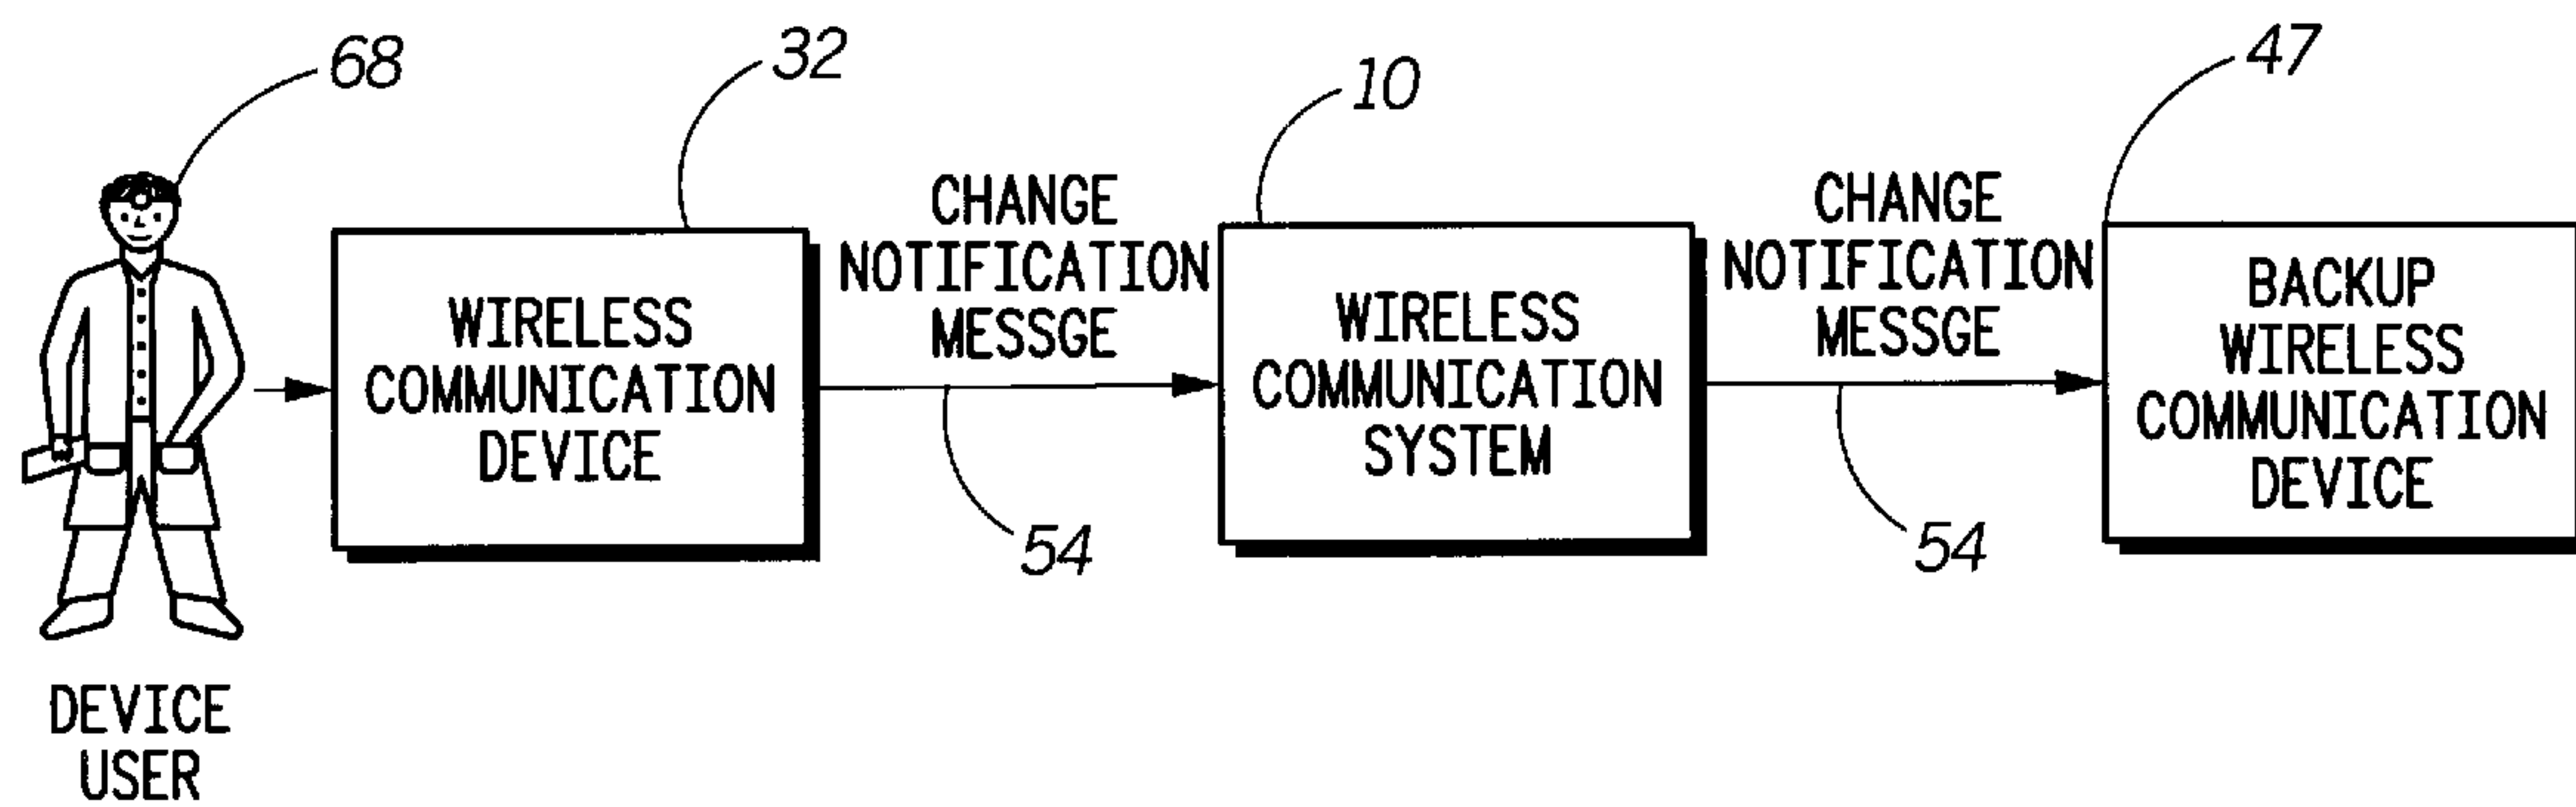 68
32
10
47
CHANGE
NOTIFICATION
MESSGE
CHANGE
NOTIFICATION
MESSGE
WIRELESS
COMMUNICATION
DEVICE
WIRELESS
COMMUNICATION
SYSTEM
BACKUP
WIRELESS
COMMUNICATION
DEVICE
54
54
DEVICE
USER